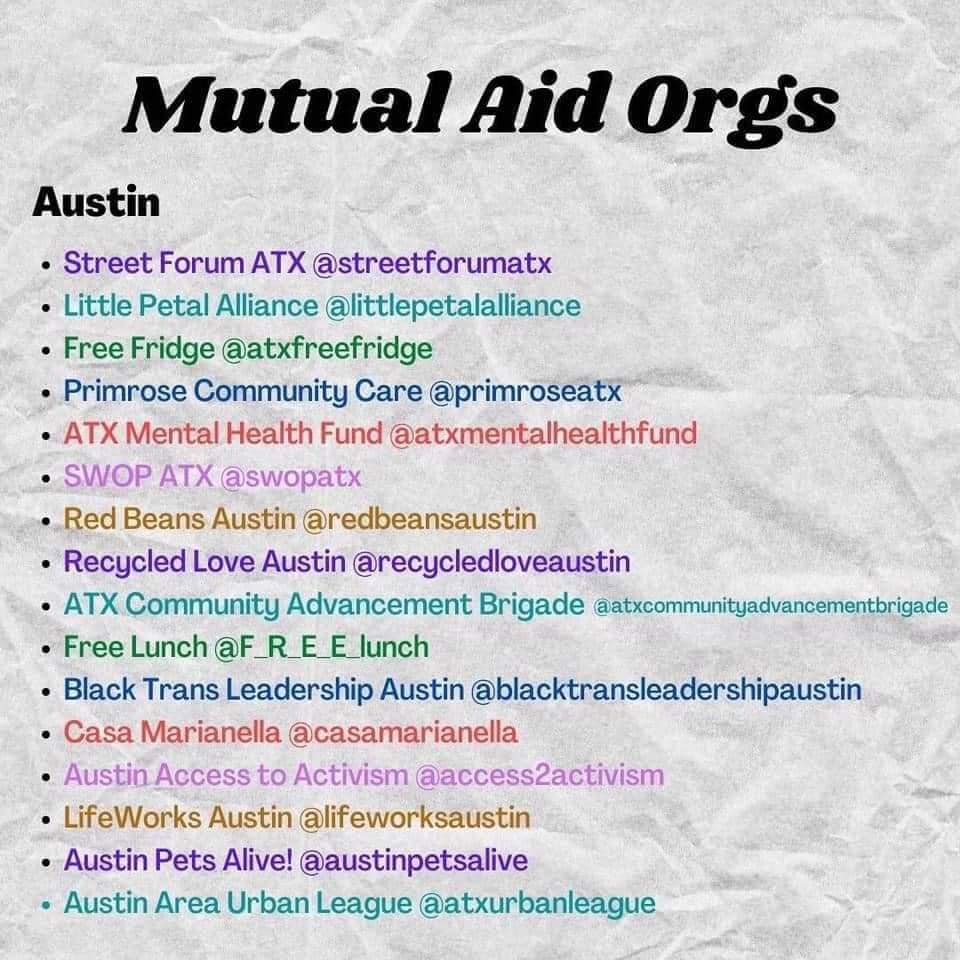 Mutual Aid Orgs
Austin
• Street Forum ATX @streetforumatx
• Little Petal Alliance @littlepetalalliance
• Free Fridge @atxfreefridge
• Primrose Community Care @primroseatx
• ATX Mental Health Fund @atxmentalhealthfund
• SWOP ATX @swopatx
• Red Beans Austin @redbeansaustin
• Recycled Love Austin @recycledloveaustin
• ATX Community Advancement Brigade @atxcommunityadvancementbrigade
• Free Lunch @F_R_E_E_lunch
• Black Trans Leadership Austin @blacktransleadershipaustin
• Casa Marianella @casamarianella
• Austin Access to Activism @access2activism
• LifeWorks Austin @lifeworksaustin
• Austin Pets Alive! @austinpetsalive
• Austin Area Urban League @atxurbanleague